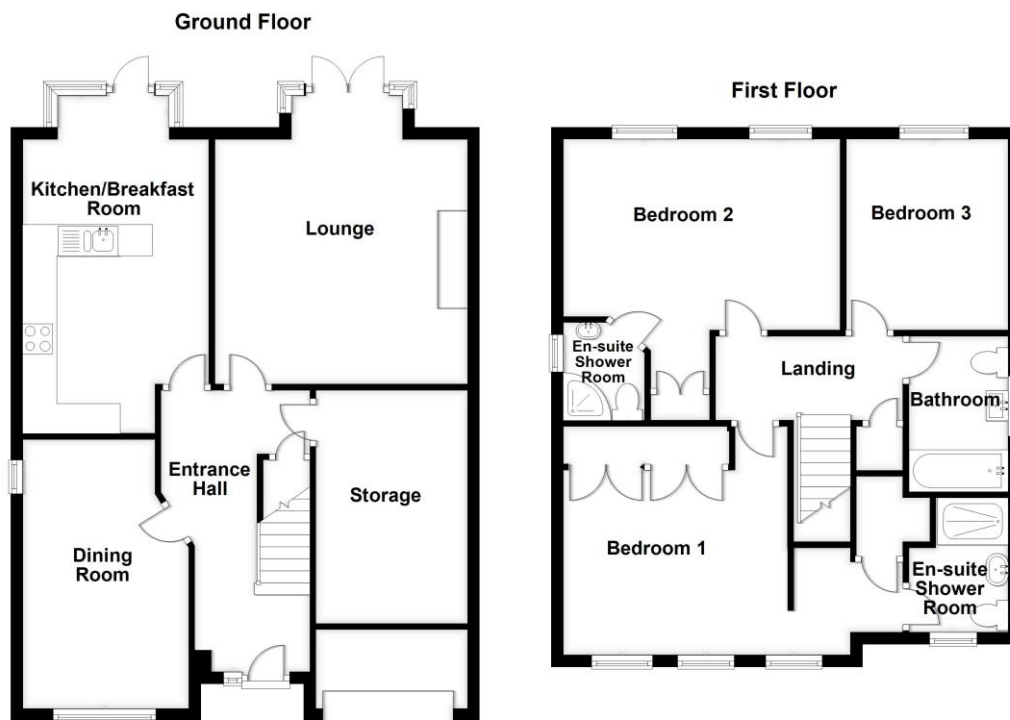 Ground Floor
Kitchen/Breakfast
Room
Lounge
Entrance
Hall
Storage
Dining
Room
First Floor
Bedroom 2
Bedroom 3
En-suite
Shower
Room
Landing
Bathroom
Bedroom 1
En-suite
Shower
Room